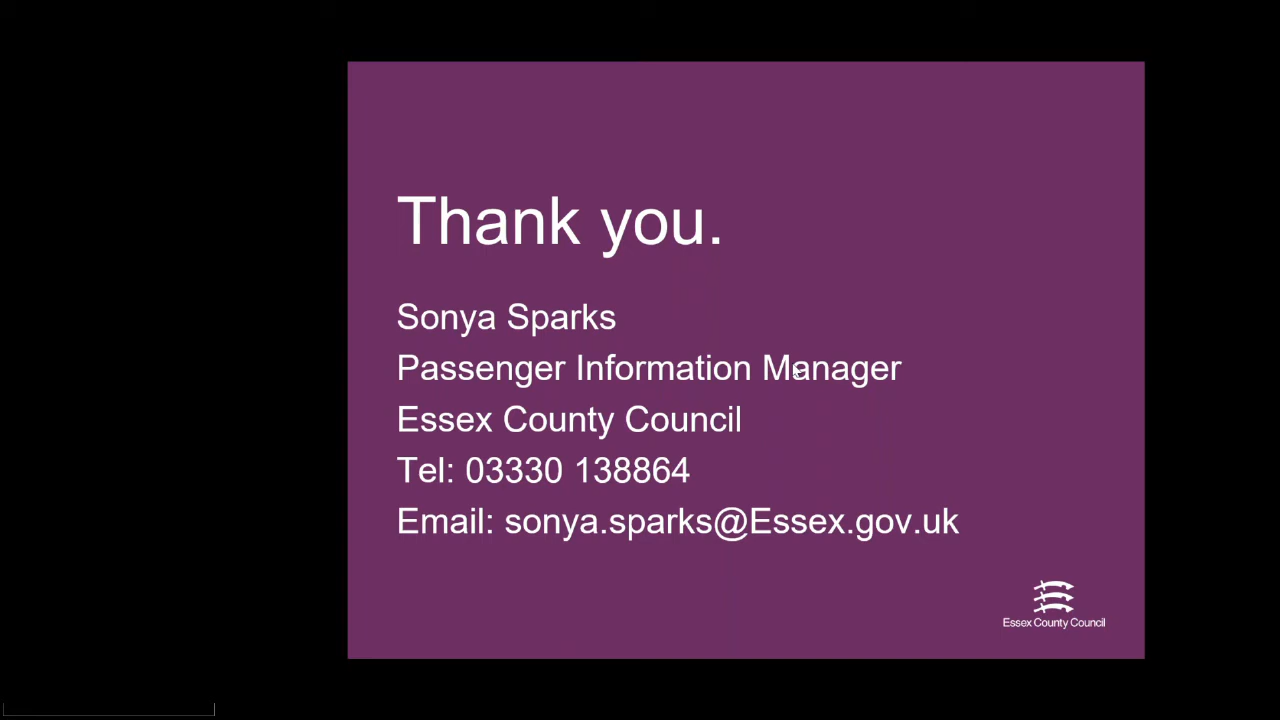 Thank you.
Sonya Sparks
Passenger Information Manager
Essex County Council
Tel: 03330 138864
Email: sonya.sparks@Essex.gov.uk
Essex County Council